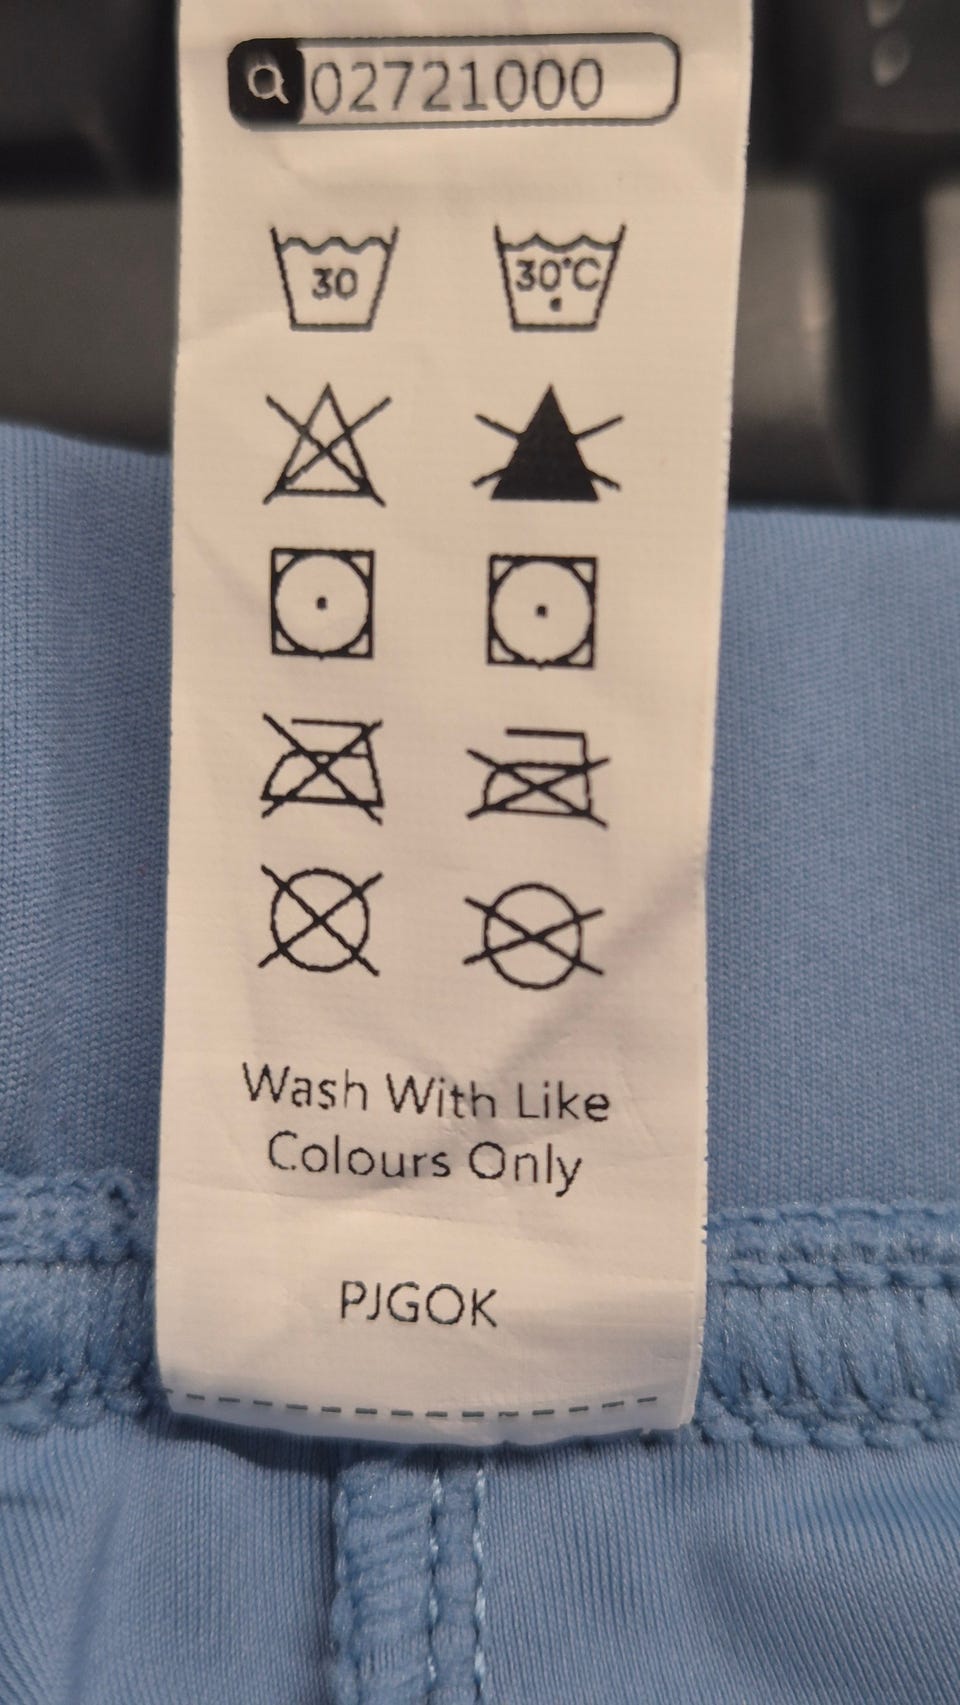 02721000
30 30°C
Wash With Like
Colours Only
PJGOK